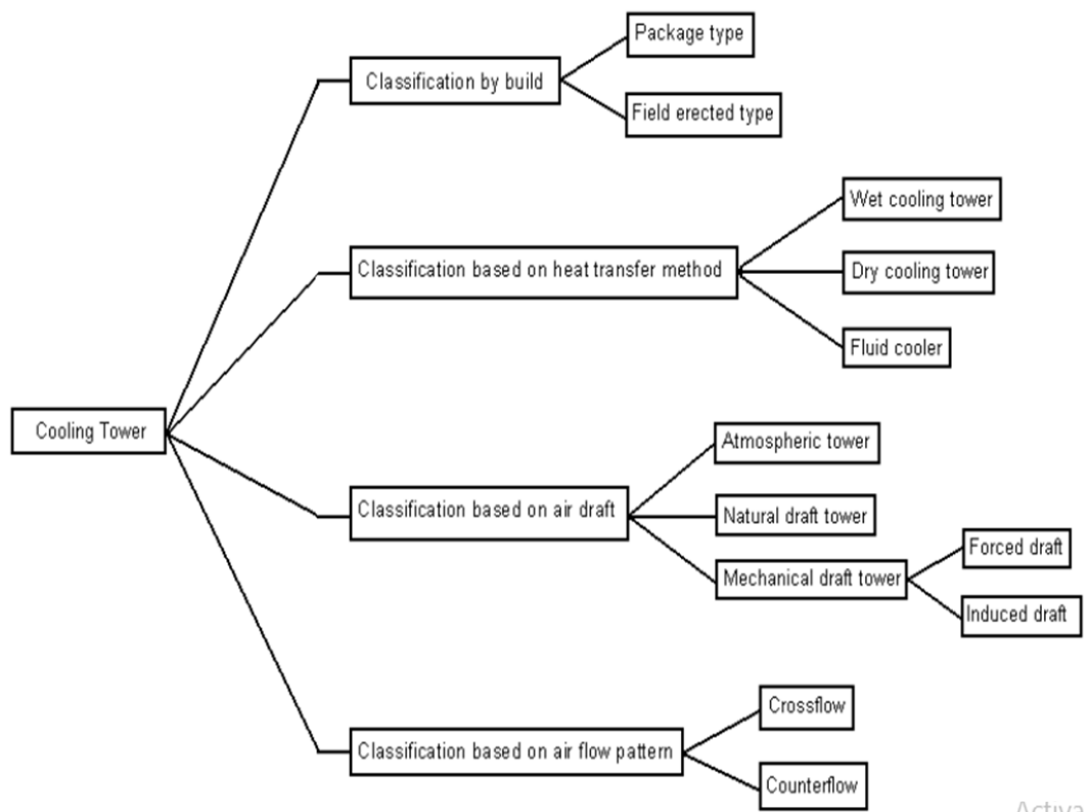 Package type
Classification by build
Field erected type
Wet cooling tower
Classification based on heat transfer method
Dry cooling tower
Fluid cooler
Cooling Tower
Atmospheric tower
Classification based on air draft
Natural draft tower
Forced draft
Mechanical draft tower
Induced draft
Crossflow
Classification based on air flow pattern
Counterflow